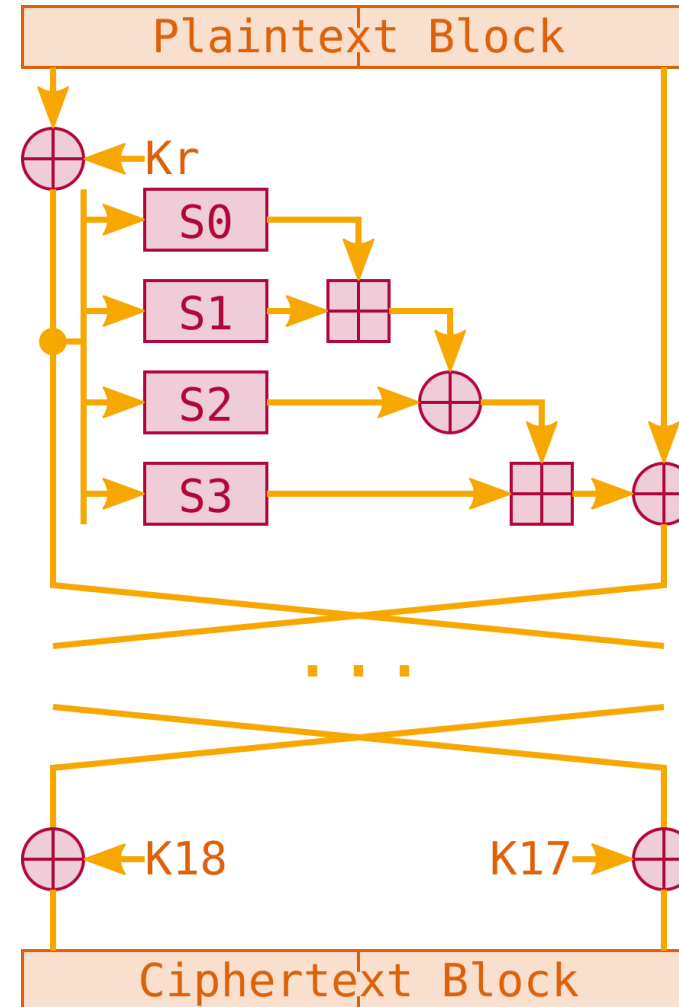 Plaintext Block
Kr
S0
S1
S2
S3
. . .
K18 K17
Ciphertext Block